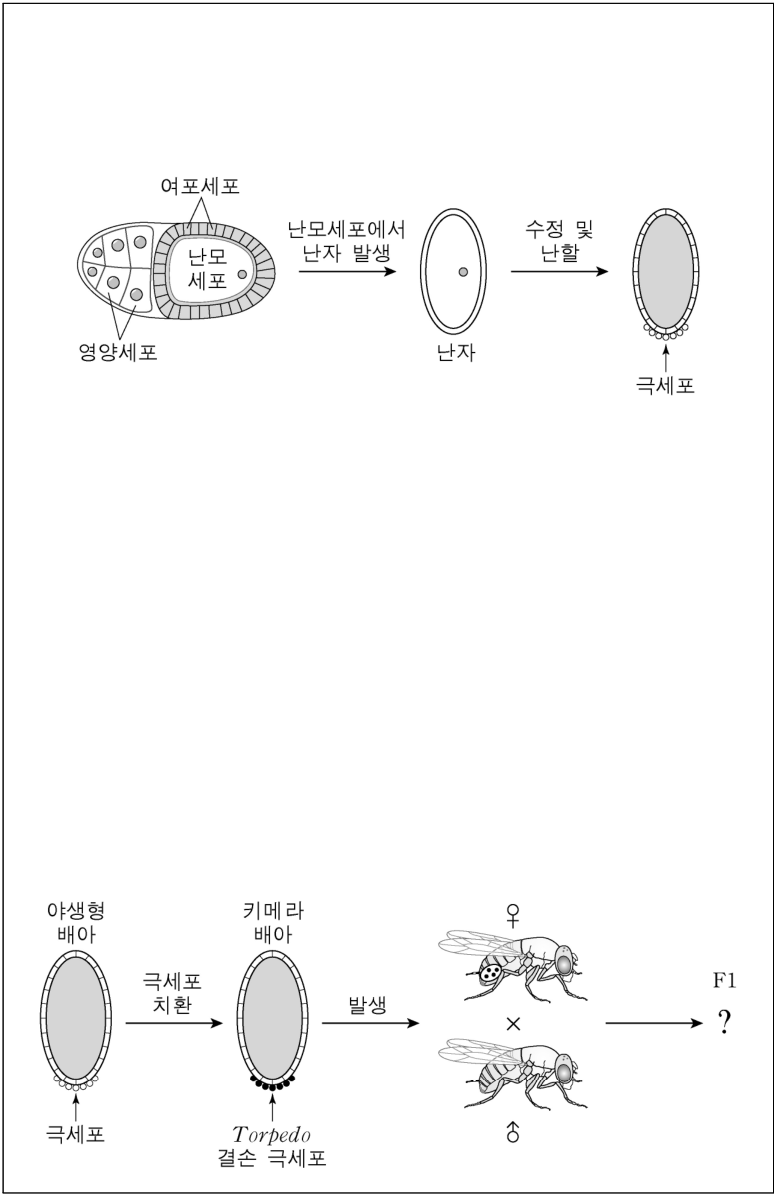 여포세포
난모
세포
영양세포
난모세포에서
난자 발생
난자
수정 및
난할
극세포
야생형
배아
극세포
극세포
치환
키메라
배아
Torpedo
결손 극세포
발생
♀
×
♂
F1
?